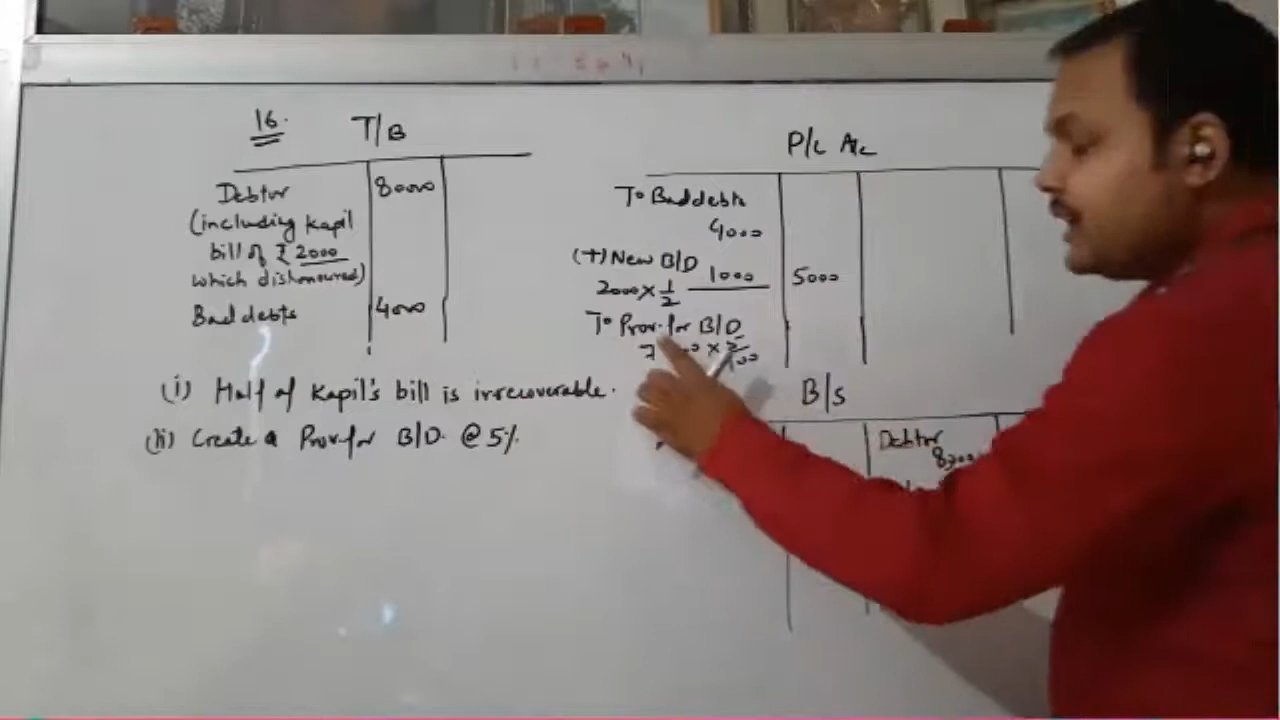 16. T/B
Debtor 80000
(including Kapil
bill of ₹ 2000
which dishonoured)
Bad debts 4000
(i) Half of Kapil's bill is irrecoverable.
(ii) Create a Prov. for B/D. @ 5%
P/L A/c
To Bad debts
4000
(+) New B/D 1000 5000
2000 × 1/2
To Prov. for B/D
B/S
Debtor